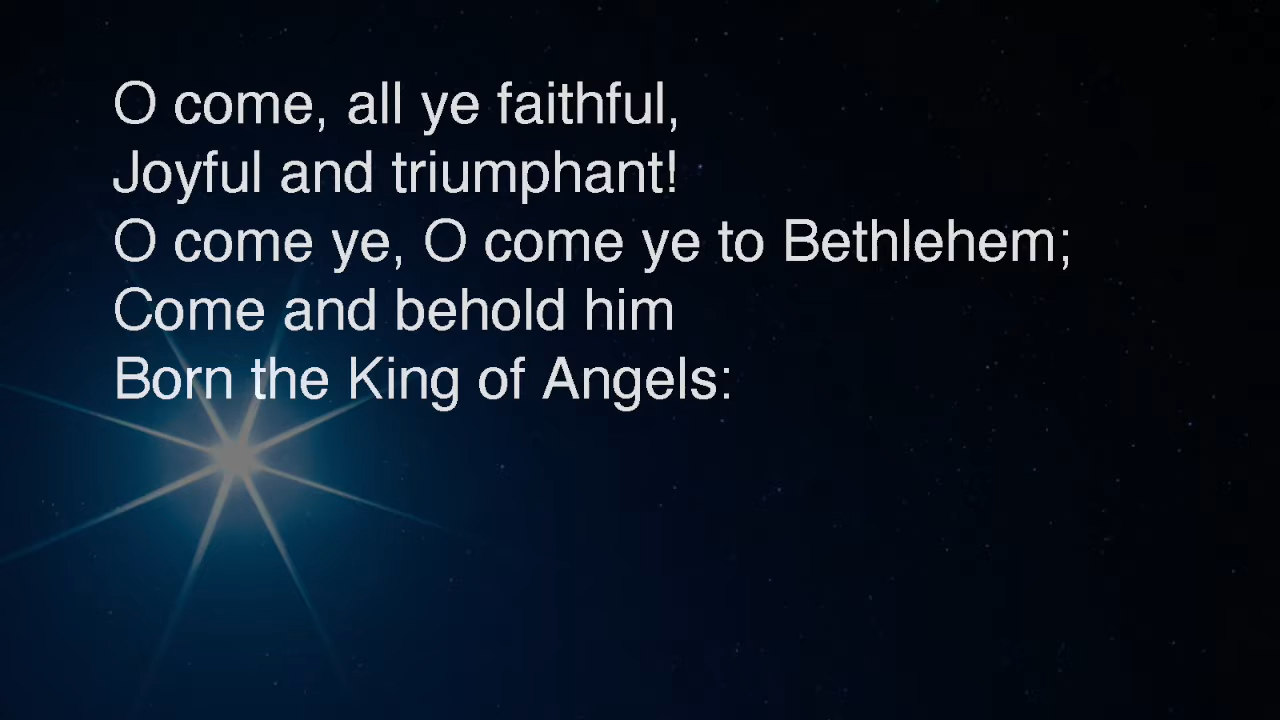 O come, all ye faithful,
Joyful and triumphant!
O come ye, O come ye to Bethlehem;
Come and behold him
Born the King of Angels: